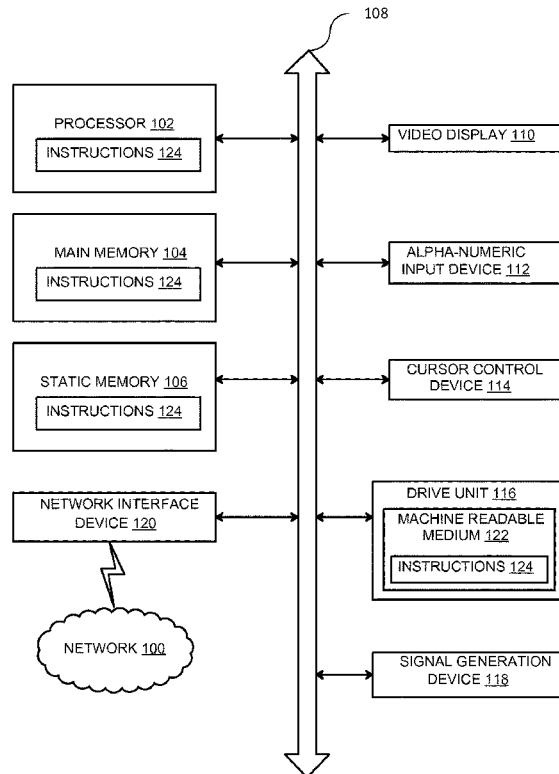 108
PROCESSOR 102
INSTRUCTIONS 124
VIDEO DISPLAY 110
MAIN MEMORY 104
INSTRUCTIONS 124
ALPHA-NUMERIC
INPUT DEVICE 112
STATIC MEMORY 106
INSTRUCTIONS 124
CURSOR CONTROL
DEVICE 114
NETWORK INTERFACE
DEVICE 120
DRIVE UNIT 116
MACHINE READABLE
MEDIUM 122
INSTRUCTIONS 124
NETWORK 100
SIGNAL GENERATION
DEVICE 118